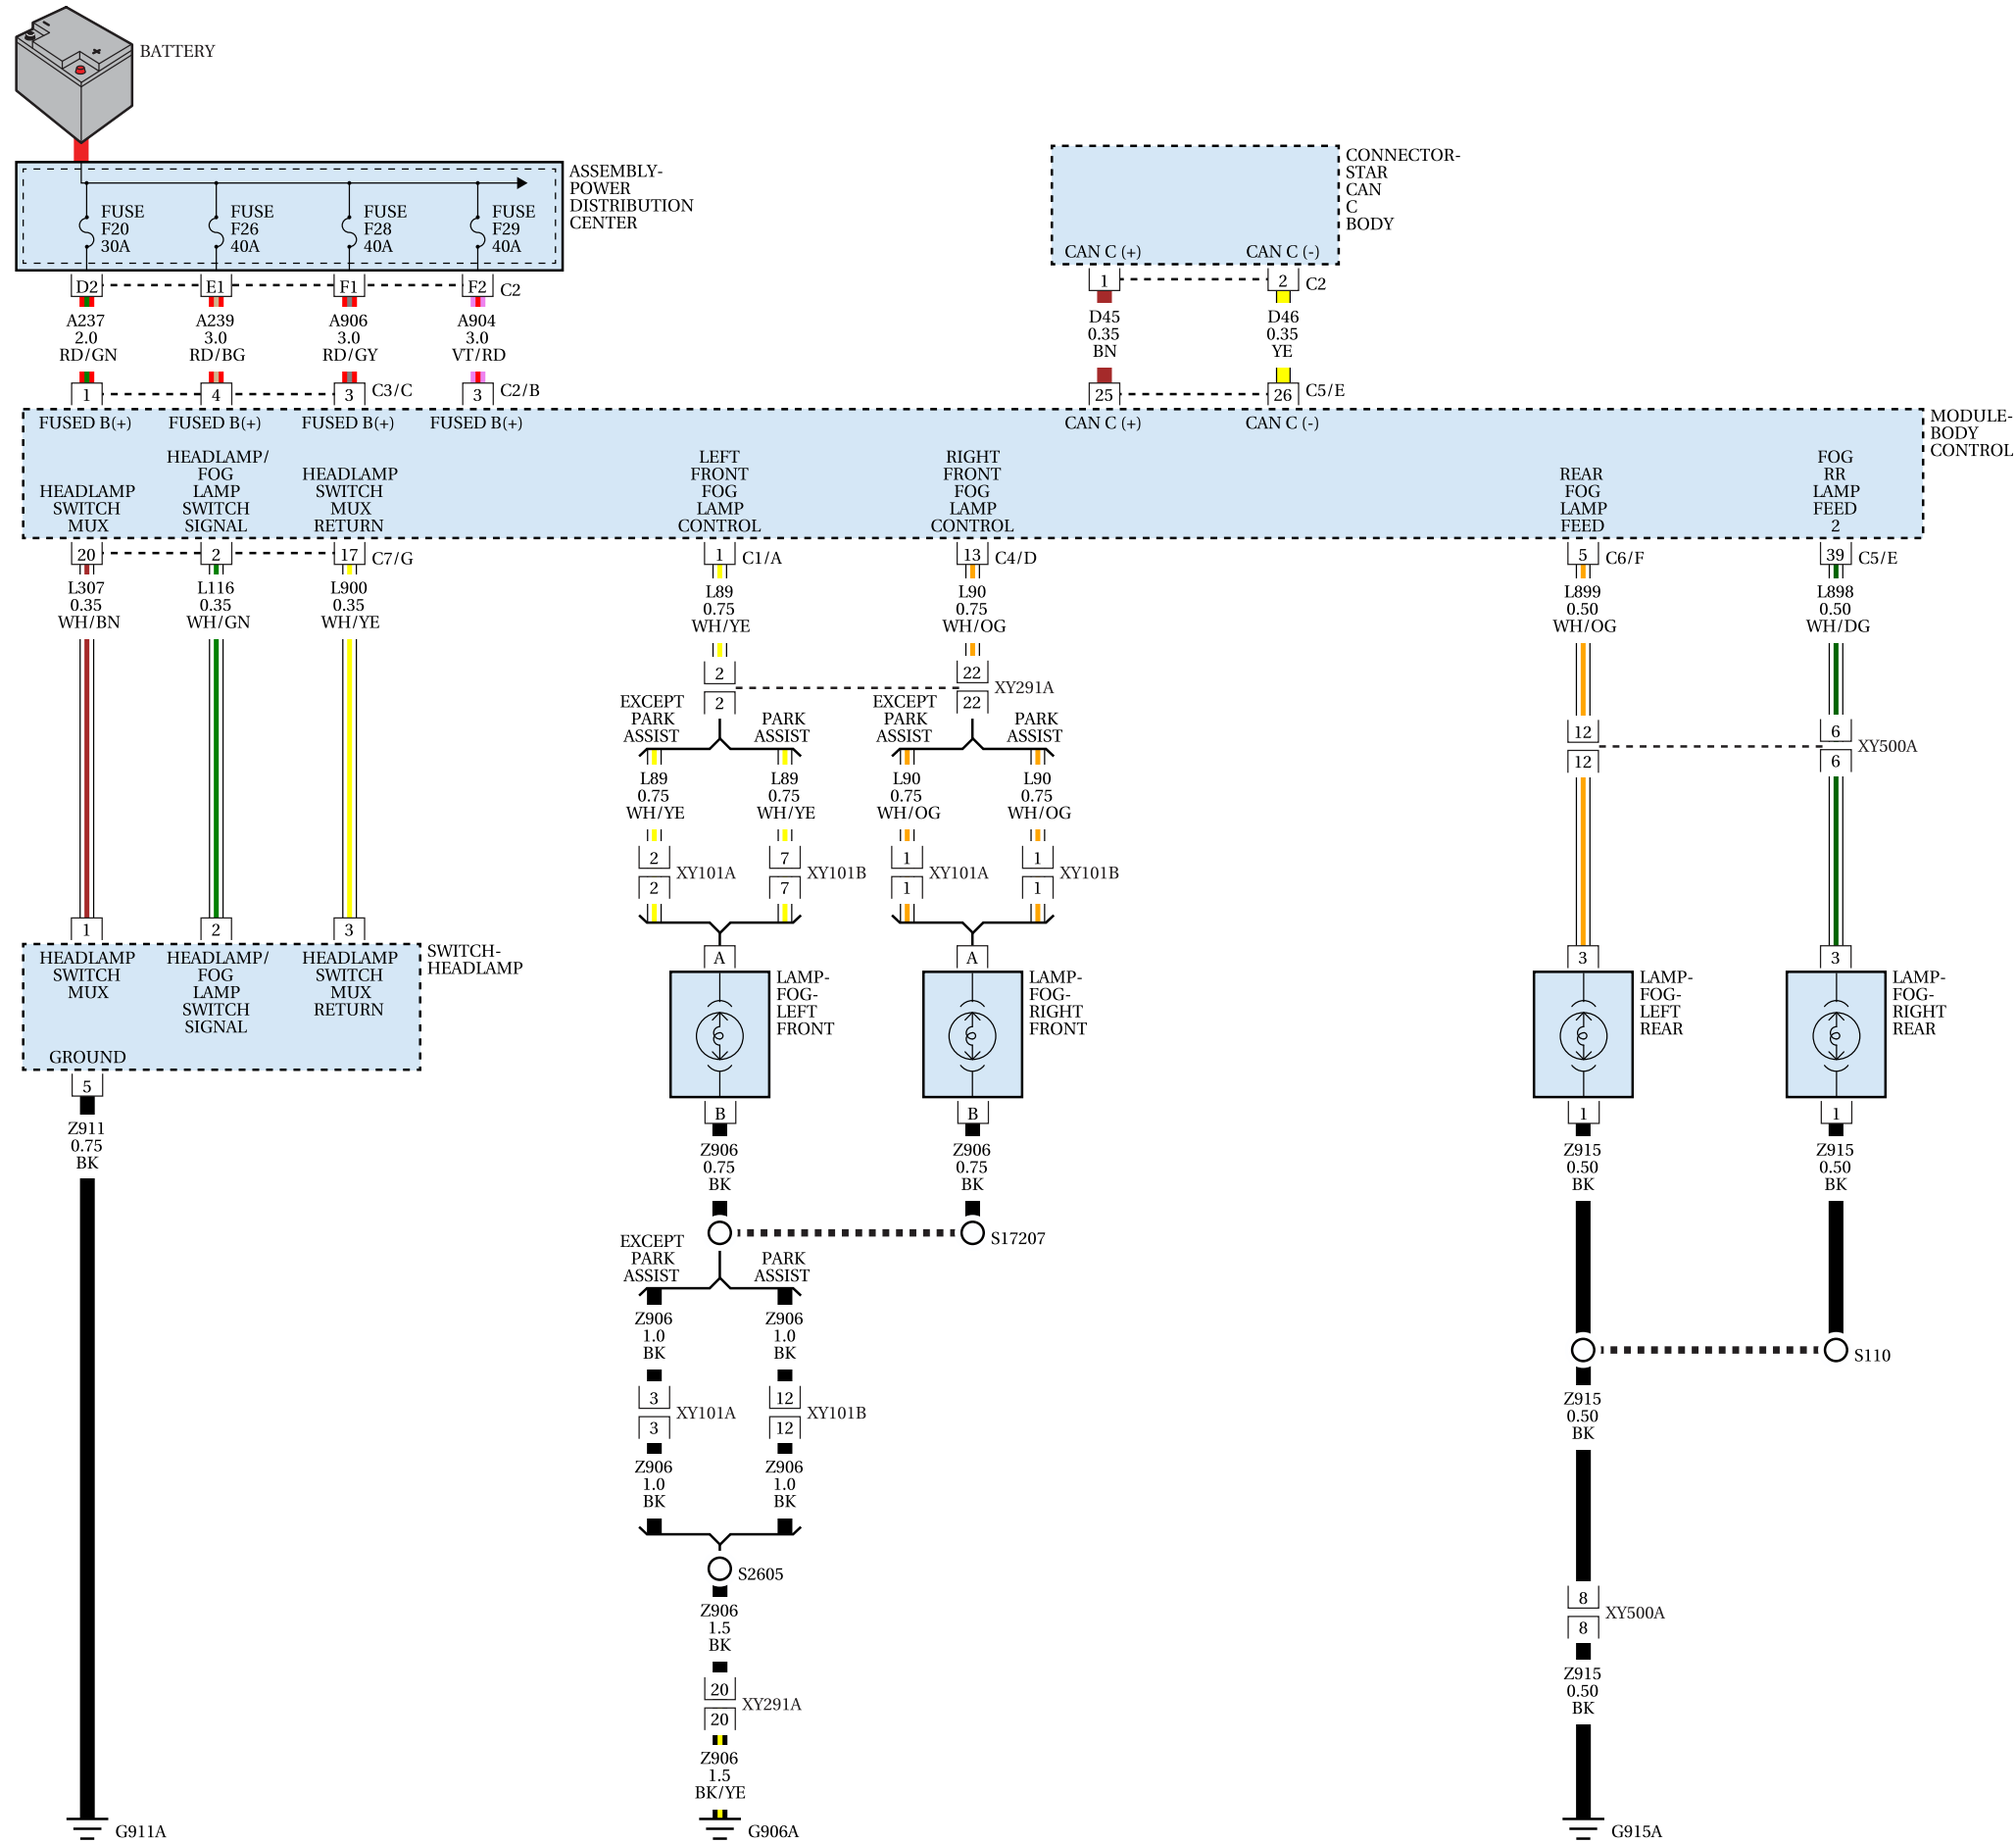 BATTERY
ASSEMBLY-
POWER
DISTRIBUTION
CENTER
FUSE
F20
30A
FUSE
F26
40A
FUSE
F28
40A
FUSE
F29
40A
D2
E1
F1
F2
C2
A237
2.0
RD/GN
A239
3.0
RD/BG
A906
3.0
RD/GY
A904
3.0
VT/RD
1
4
3
C3/C
3
C2/B
CONNECTOR-
STAR
CAN
C
BODY
CAN C (+)
CAN C (-)
1
2
C2
D45
0.35
BN
D46
0.35
YE
25
26
C5/E
MODULE-
BODY
CONTROL
FUSED B(+)
FUSED B(+)
FUSED B(+)
FUSED B(+)
CAN C (+)
CAN C (-)
HEADLAMP
SWITCH
MUX
HEADLAMP/
FOG
LAMP
SWITCH
SIGNAL
HEADLAMP
SWITCH
MUX
RETURN
LEFT
FRONT
FOG
LAMP
CONTROL
RIGHT
FRONT
FOG
LAMP
CONTROL
REAR
FOG
LAMP
FEED
FOG
RR
LAMP
FEED
2
20
2
17
C7/G
1
C1/A
13
C4/D
5
C6/F
39
C5/E
L307
0.35
WH/BN
L116
0.35
WH/GN
L900
0.35
WH/YE
L89
0.75
WH/YE
L90
0.75
WH/OG
L899
0.50
WH/OG
L898
0.50
WH/DG
2
2
22
22
XY291A
EXCEPT
PARK
ASSIST
PARK
ASSIST
EXCEPT
PARK
ASSIST
PARK
ASSIST
12
12
6
6
XY500A
L89
0.75
WH/YE
L89
0.75
WH/YE
L90
0.75
WH/OG
L90
0.75
WH/OG
2
2
XY101A
7
7
XY101B
1
1
XY101A
1
1
XY101B
1
2
3
SWITCH-
HEADLAMP
HEADLAMP
SWITCH
MUX
HEADLAMP/
FOG
LAMP
SWITCH
SIGNAL
HEADLAMP
SWITCH
MUX
RETURN
GROUND
5
Z911
0.75
BK
A
LAMP-
FOG-
LEFT
FRONT
B
A
LAMP-
FOG-
RIGHT
FRONT
B
3
LAMP-
FOG-
LEFT
REAR
1
3
LAMP-
FOG-
RIGHT
REAR
1
Z906
0.75
BK
Z906
0.75
BK
Z915
0.50
BK
Z915
0.50
BK
S17207
EXCEPT
PARK
ASSIST
PARK
ASSIST
Z906
1.0
BK
Z906
1.0
BK
S110
3
3
XY101A
12
12
XY101B
Z915
0.50
BK
Z906
1.0
BK
Z906
1.0
BK
S2605
Z906
1.5
BK
8
8
XY500A
20
20
XY291A
Z915
0.50
BK
Z906
1.5
BK/YE
G911A
G906A
G915A